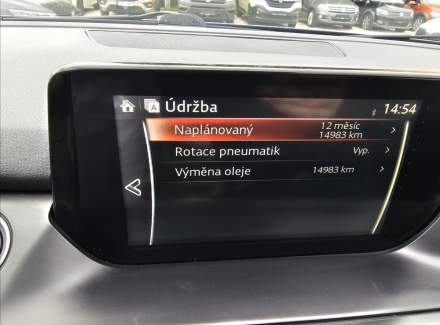 Údržba
14:54
Naplánovaný
12 měsíc
14983 km
Rotace pneumatik
Vyp.
Výměna oleje
14983 km